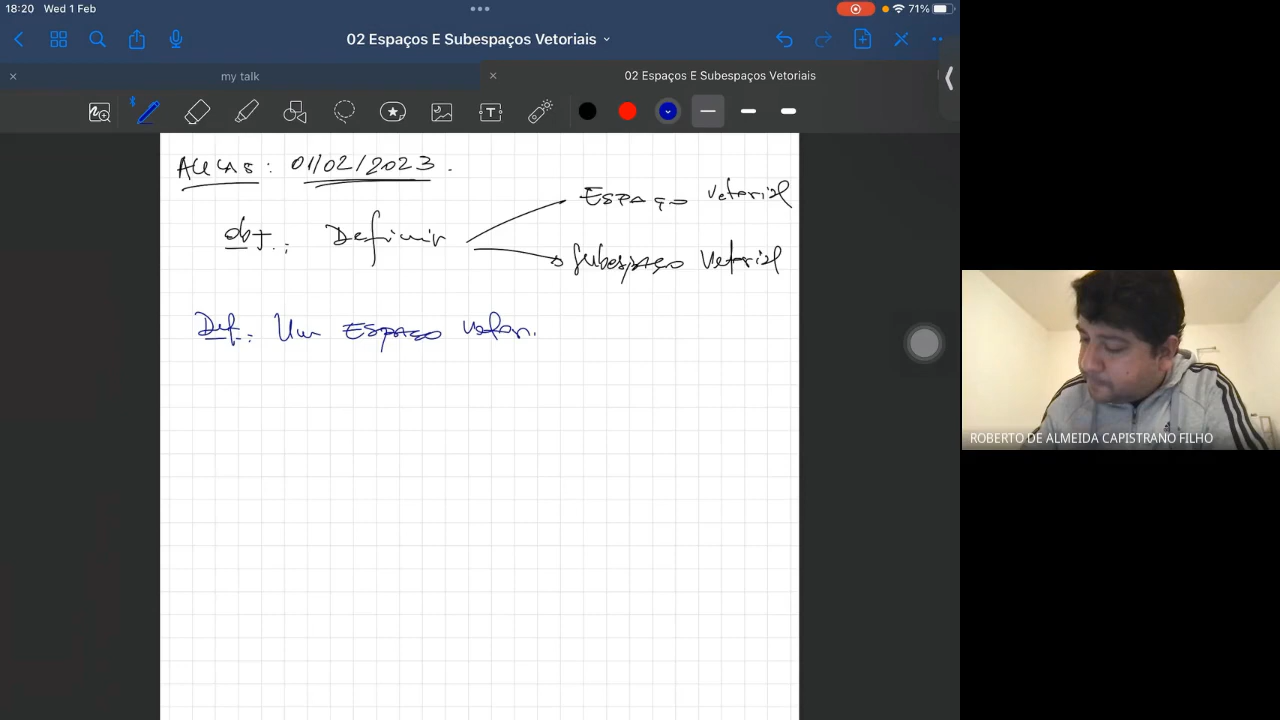 18:20 Wed 1 Feb
71%
02 Espaços E Subespaços Vetoriais
my talk
02 Espaços E Subespaços Vetoriais
Aulas: 01/02/2023.
Obj.: Definir
Espaço Vetorial
Subespaço Vetorial
Def.: Um Espaço vetori
ROBERTO DE ALMEIDA CAPISTRANO FILHO